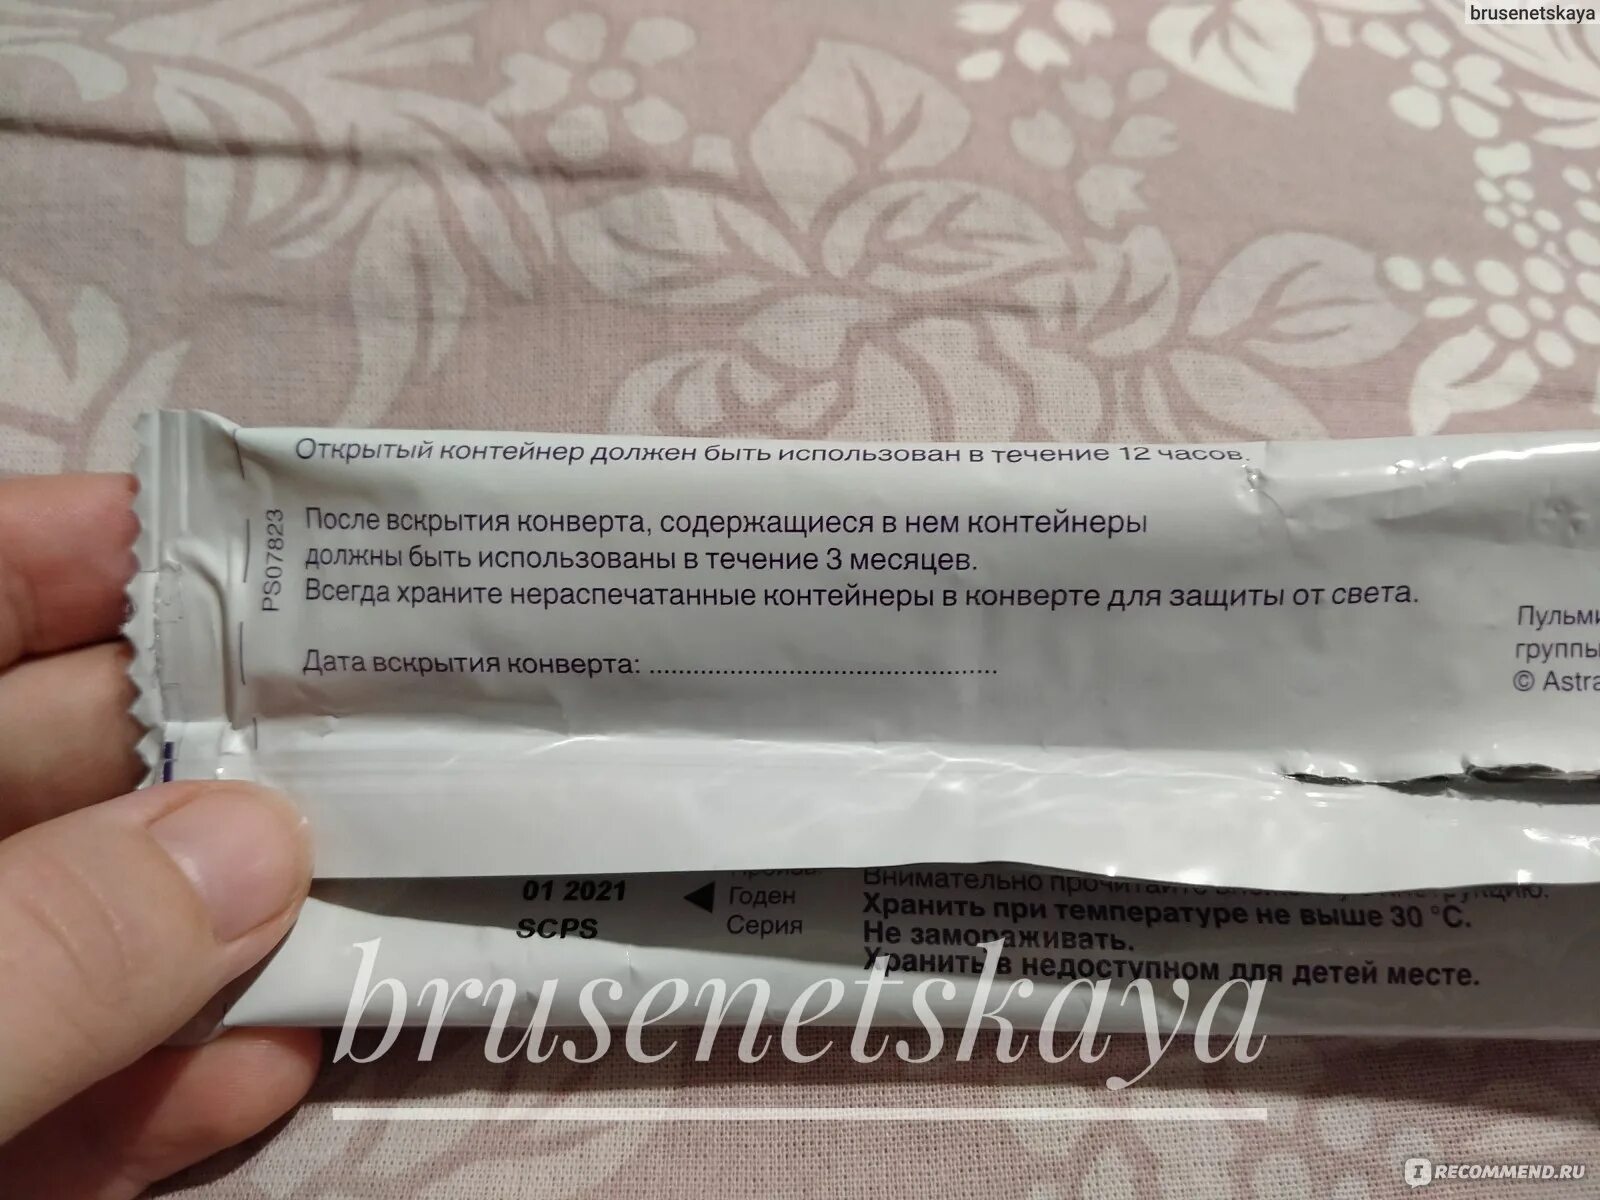 brusenetskaya
Открытый контейнер должен быть использован в течение 12 часов.
PS07823
После вскрытия конверта, содержащиеся в нем контейнеры
должны быть использованы в течение 3 месяцев.
Всегда храните нераспечатанные контейнеры в конверте для защиты от света.
Дата вскрытия конверта: ..............................................
Пульми
группы
© Astra
01 2021 ◀ Годен
SCPS Серия
Внимательно прочитайте
Хранить при температуре не выше 30 °C.
Не замораживать.
Хранить в недоступном для детей месте.
brusenetskaya
IRECOMMEND.RU